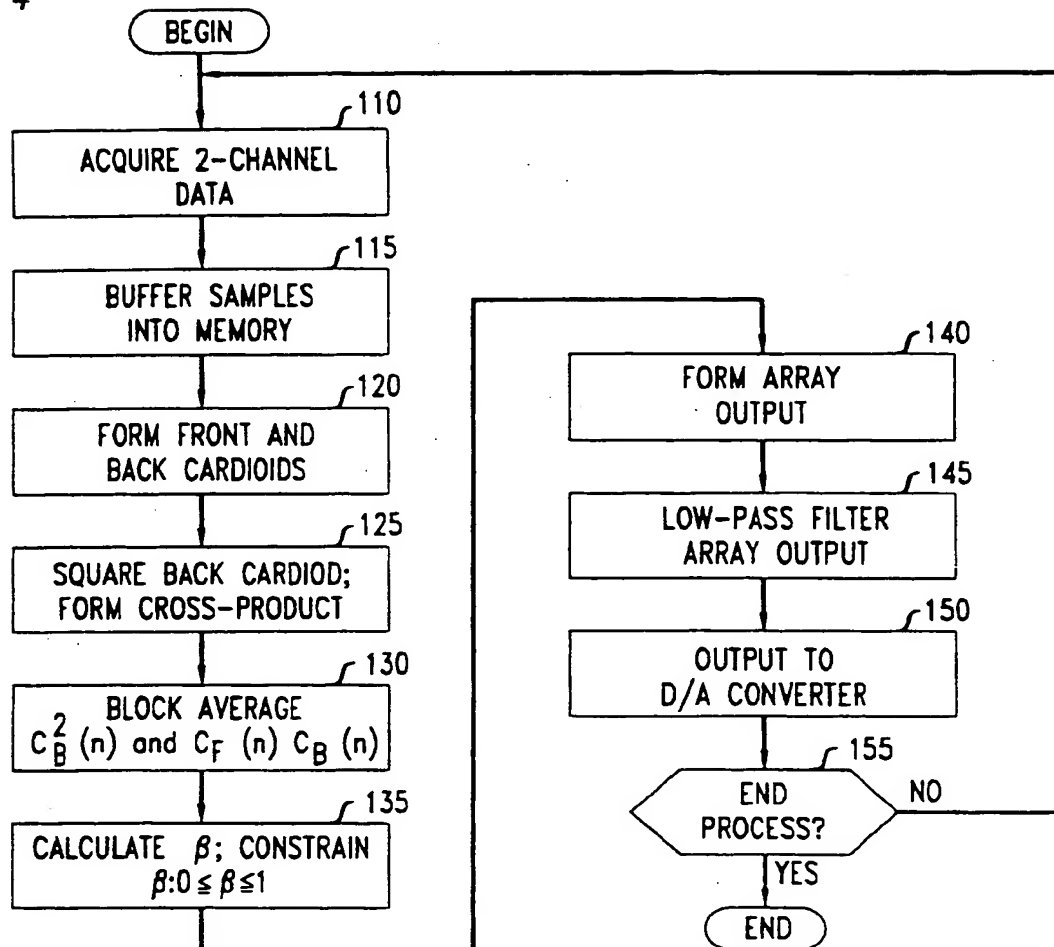 4
BEGIN
110
ACQUIRE 2-CHANNEL
DATA
115
BUFFER SAMPLES
INTO MEMORY
120
FORM FRONT AND
BACK CARDIOIDS
125
SQUARE BACK CARDIOD;
FORM CROSS-PRODUCT
130
BLOCK AVERAGE
C_B^2 (n) and C_F (n) C_B (n)
135
CALCULATE β; CONSTRAIN
β:0 ≦ β ≦ 1
140
FORM ARRAY
OUTPUT
145
LOW-PASS FILTER
ARRAY OUTPUT
150
OUTPUT TO
D/A CONVERTER
155
END
PROCESS?
NO
YES
END